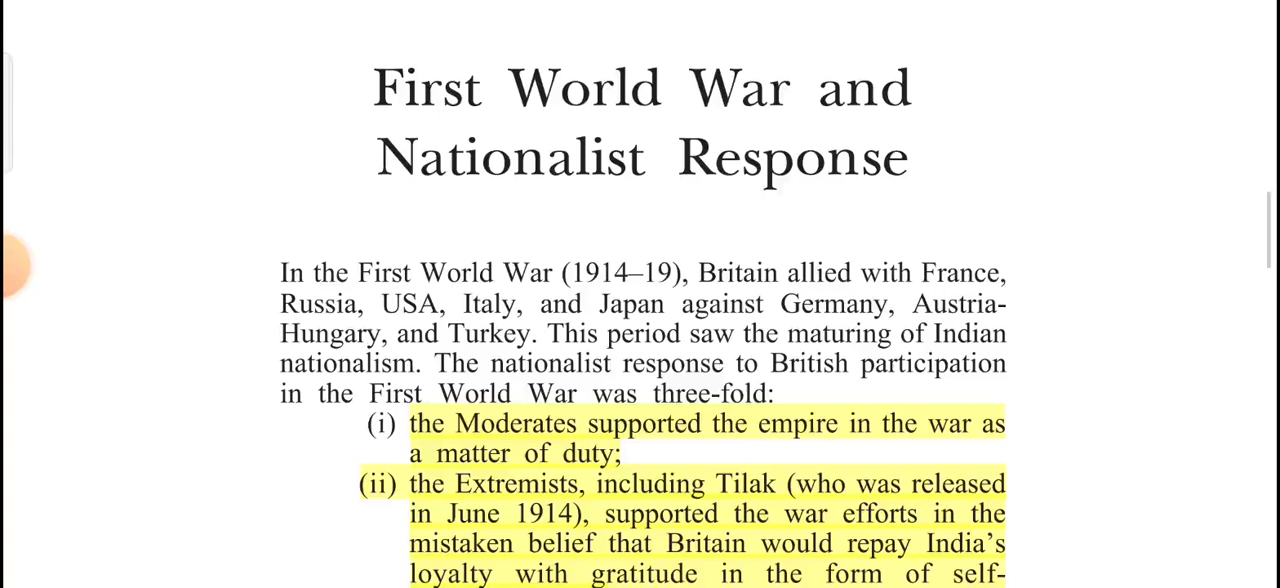 First World War and
Nationalist Response
In the First World War (1914–19), Britain allied with France,
Russia, USA, Italy, and Japan against Germany, Austria-
Hungary, and Turkey. This period saw the maturing of Indian
nationalism. The nationalist response to British participation
in the First World War was three-fold:
(i) the Moderates supported the empire in the war as
a matter of duty;
(ii) the Extremists, including Tilak (who was released
in June 1914), supported the war efforts in the
mistaken belief that Britain would repay India’s
loyalty with gratitude in the form of self-